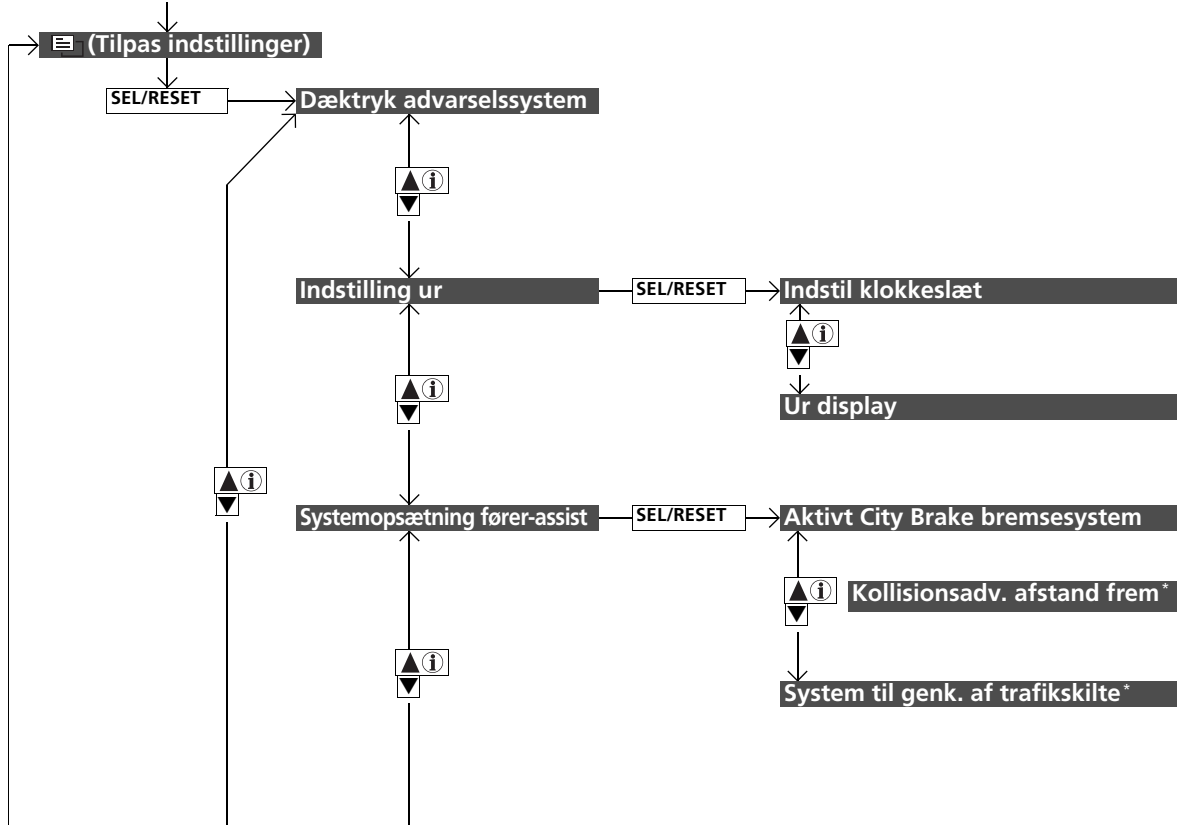 (Tilpas indstillinger)
SEL/RESET
Dæktryk advarselssystem
i
Indstilling ur
SEL/RESET
Indstil klokkeslæt
i
i
Ur display
i
Systemopsætning fører-assist
SEL/RESET
Aktivt City Brake bremsesystem
i
Kollisionsadv. afstand frem*
i
System til genk. af trafikskilte*